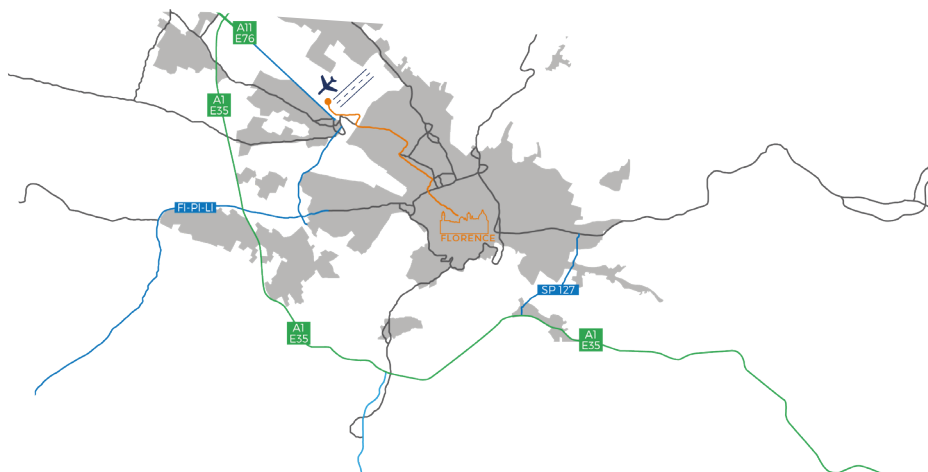 A11
E76
A1
E35
FI-PI-LI
FLORENCE
SP 127
A1
E35
A1
E35